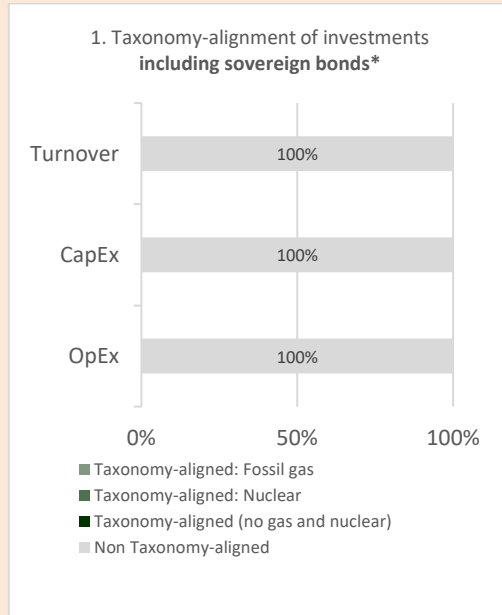 1. Taxonomy-alignment of investments
including sovereign bonds*
Turnover
100%
CapEx
100%
OpEx
100%
0%
50%
100%
Taxonomy-aligned: Fossil gas
Taxonomy-aligned: Nuclear
Taxonomy-aligned (no gas and nuclear)
Non Taxonomy-aligned